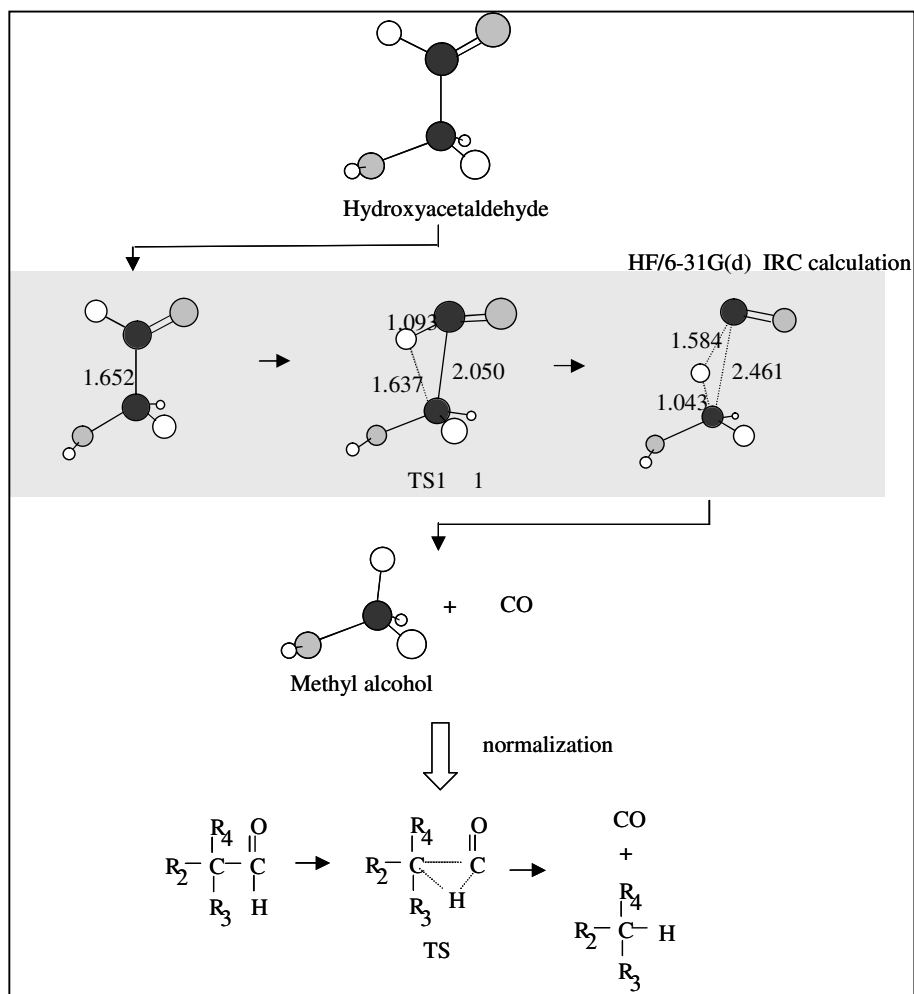 Hydroxyacetaldehyde
HF/6-31G(d) IRC calculation
1.652
1.093
1.637 2.050
TS1 1
1.584
2.461
1.043
+ CO
Methyl alcohol
normalization
R4 O
R2 C C
R3 H
R4 O
R2 C C
R3 H
TS
CO
+
R4
R2 C H
R3